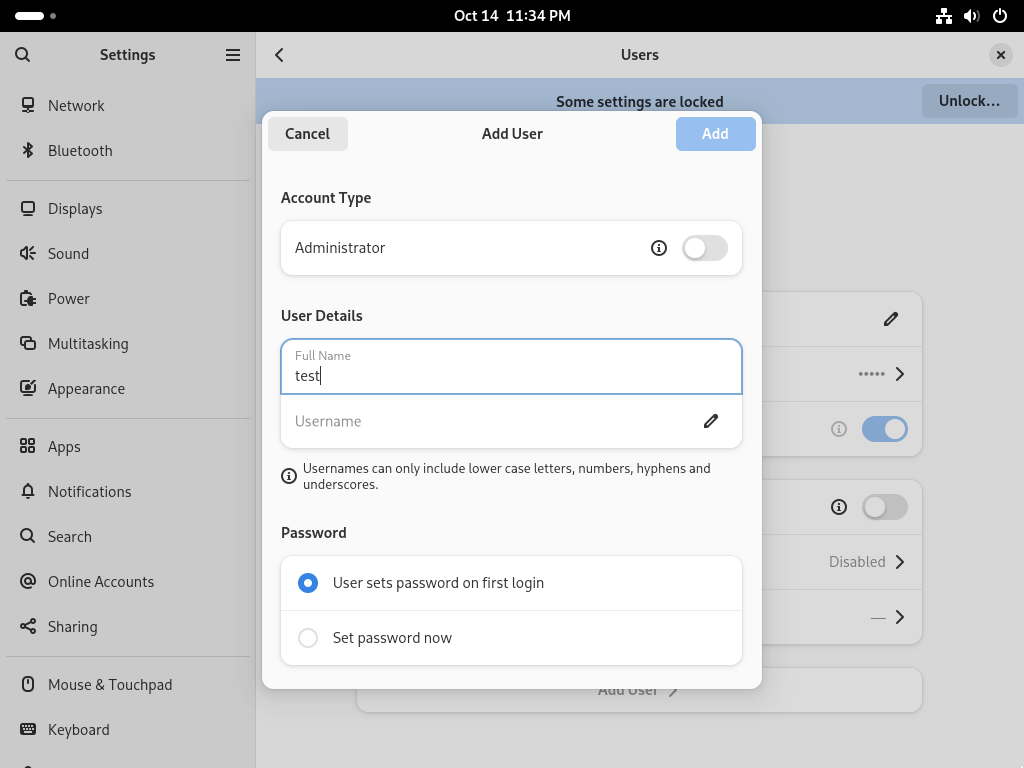 Oct 14 11:34 PM
Settings
Users
Network
Bluetooth
Displays
Sound
Power
Multitasking
Appearance
Apps
Notifications
Search
Online Accounts
Sharing
Mouse & Touchpad
Keyboard
Some settings are locked
Unlock...
Cancel
Add User
Add
Account Type
Administrator
User Details
Full Name
test
Username
Usernames can only include lower case letters, numbers, hyphens and
underscores.
Password
User sets password on first login
Set password now
Disabled
—
Add User